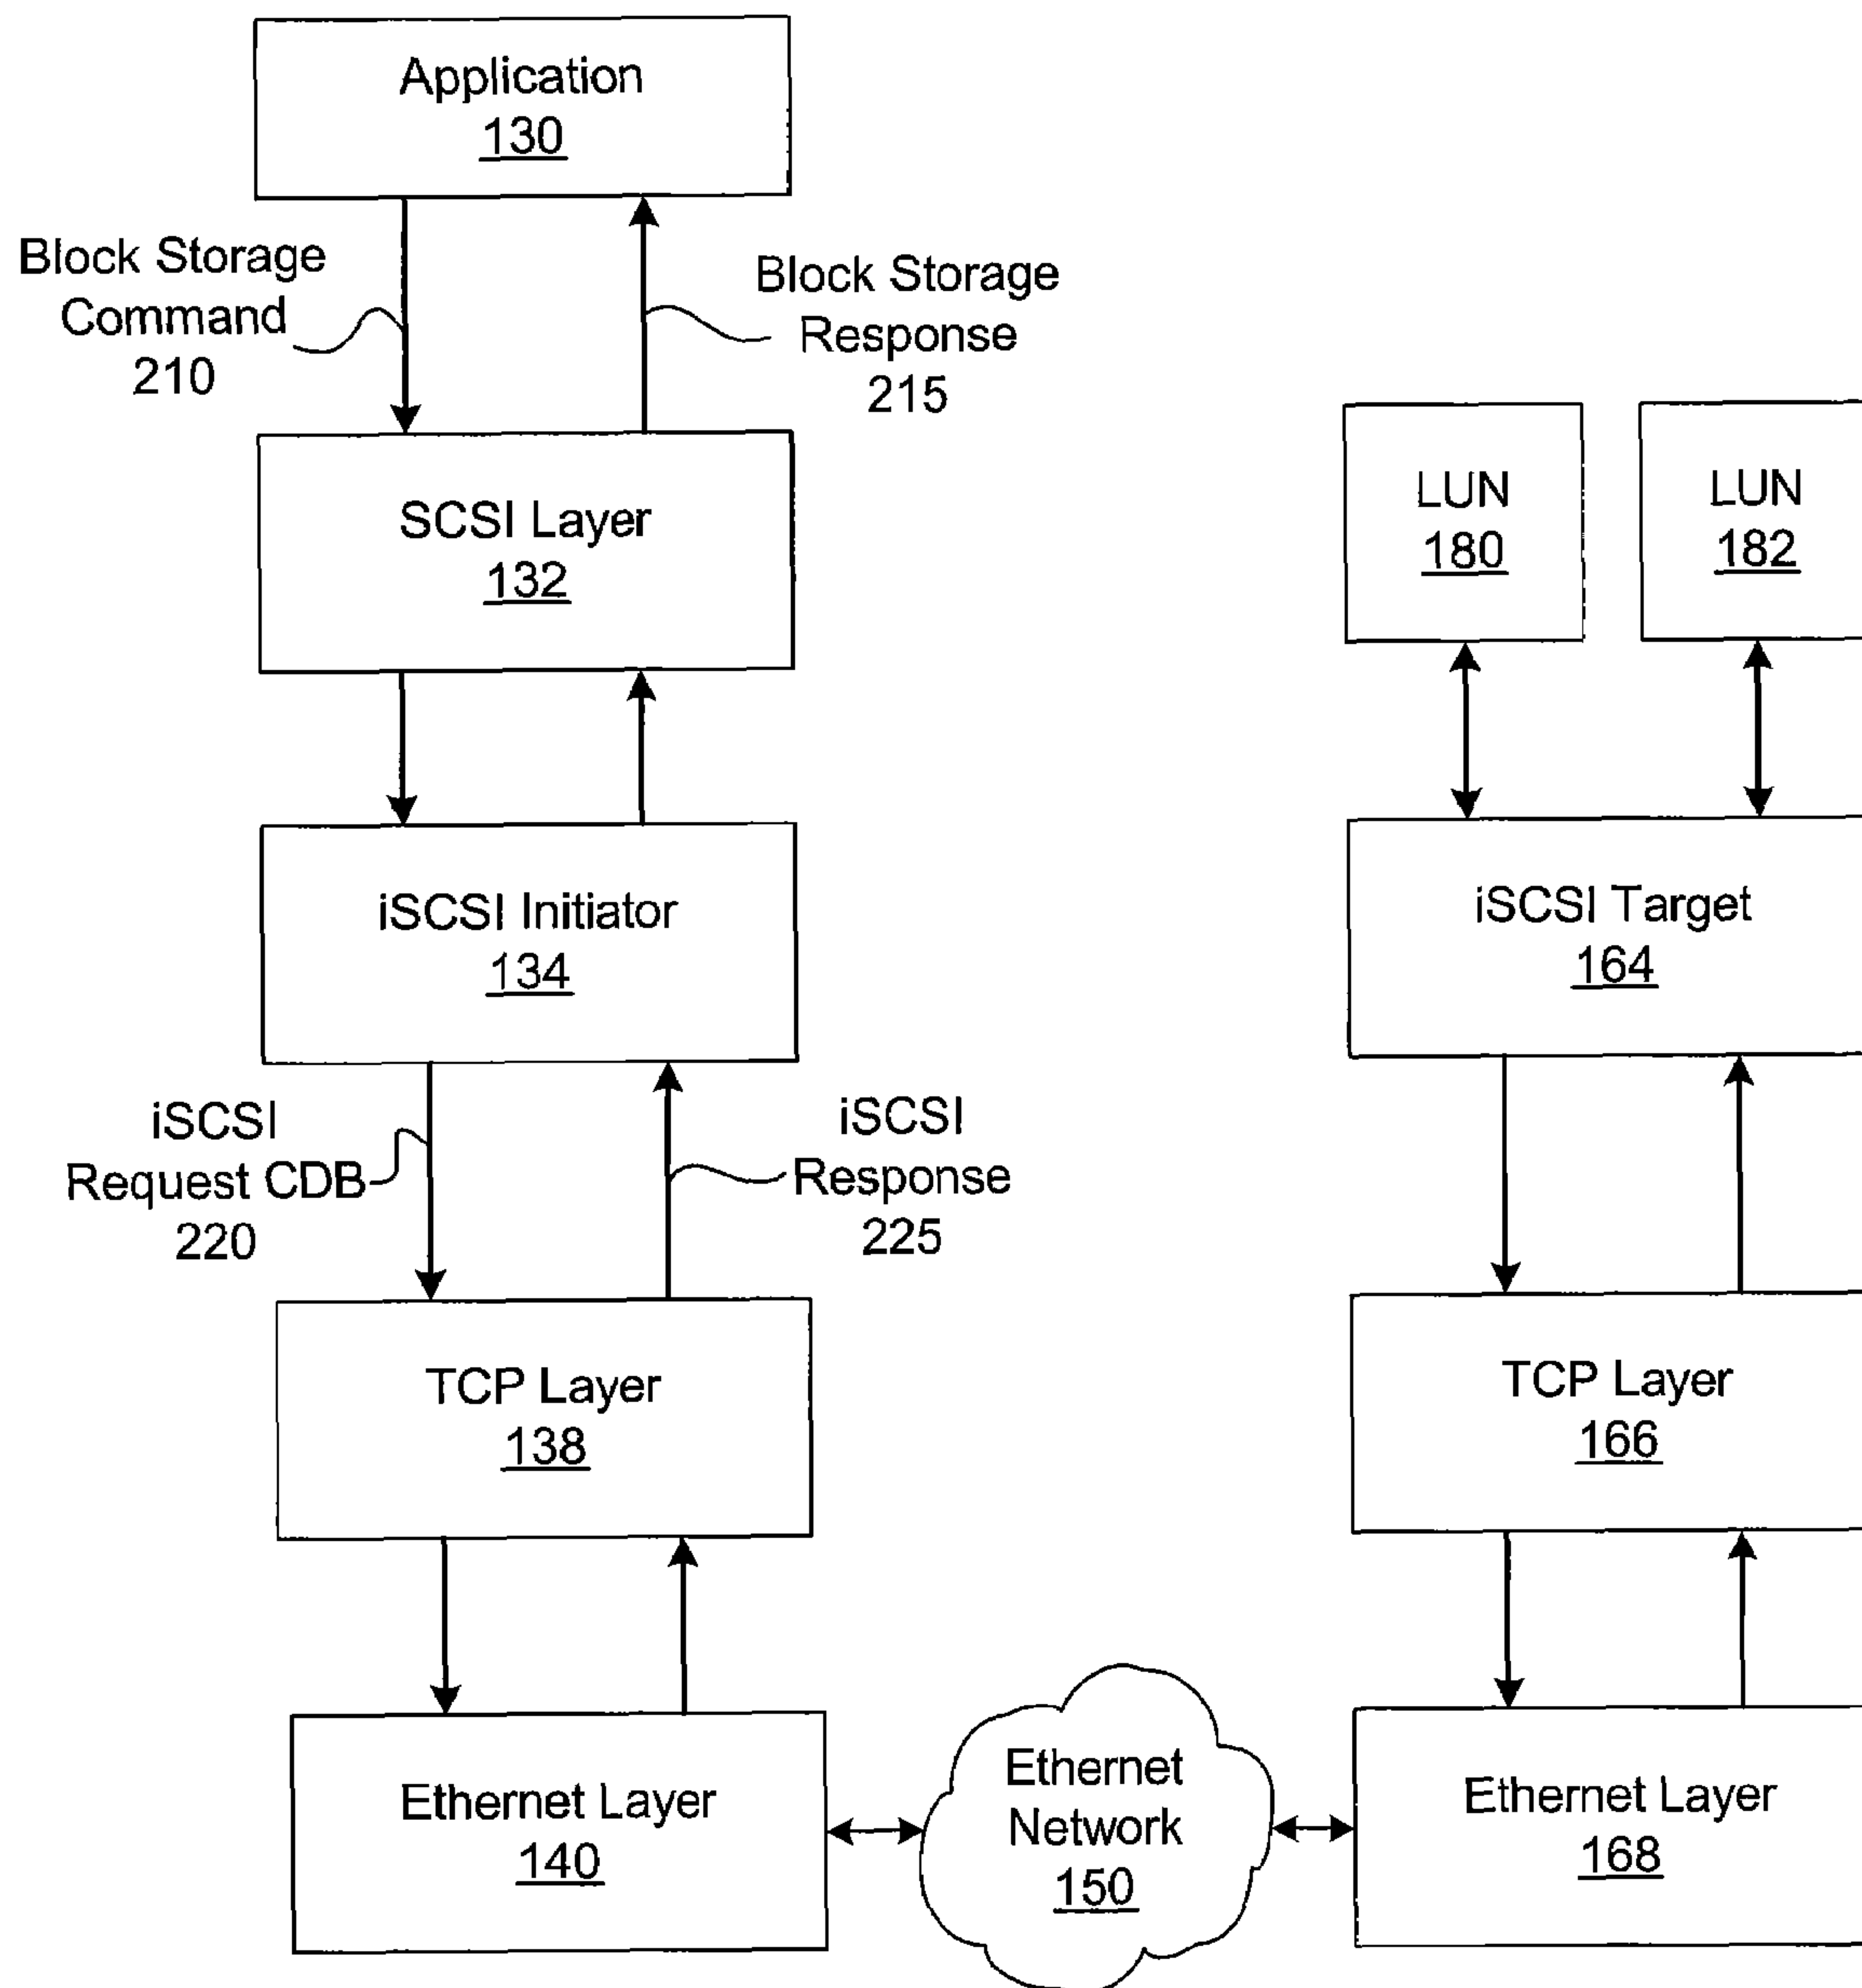 Application
130
Block Storage
Command
210
Block Storage
Response
215
SCSI Layer
132
LUN
180
LUN
182
iSCSI Initiator
134
iSCSI Target
164
iSCSI
Request CDB
220
iSCSI
Response
225
TCP Layer
138
TCP Layer
166
Ethernet Layer
140
Ethernet
Network
150
Ethernet Layer
168